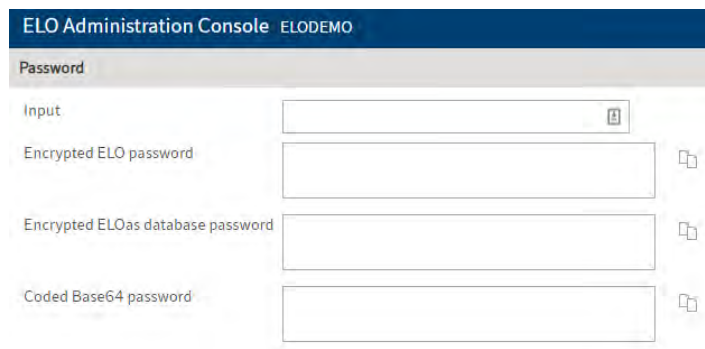 ELO Administration Console ELODEMO
Password
Input
Encrypted ELO password
Encrypted ELOas database password
Coded Base64 password